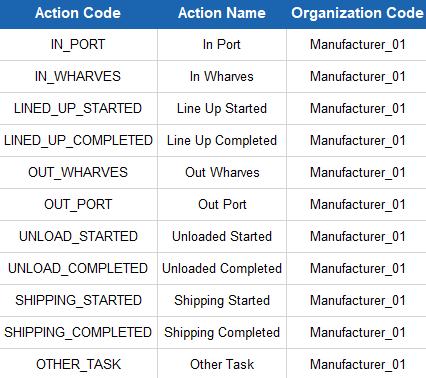 Action Code Action Name Organization Code
IN_PORT In Port Manufacturer_01
IN_WHARVES In Wharves Manufacturer_01
LINED_UP_STARTED Line Up Started Manufacturer_01
LINED_UP_COMPLETED Line Up Completed Manufacturer_01
OUT_WHARVES Out Wharves Manufacturer_01
OUT_PORT Out Port Manufacturer_01
UNLOAD_STARTED Unloaded Started Manufacturer_01
UNLOAD_COMPLETED Unloaded Completed Manufacturer_01
SHIPPING_STARTED Shipping Started Manufacturer_01
SHIPPING_COMPLETED Shipping Completed Manufacturer_01
OTHER_TASK Other Task Manufacturer_01